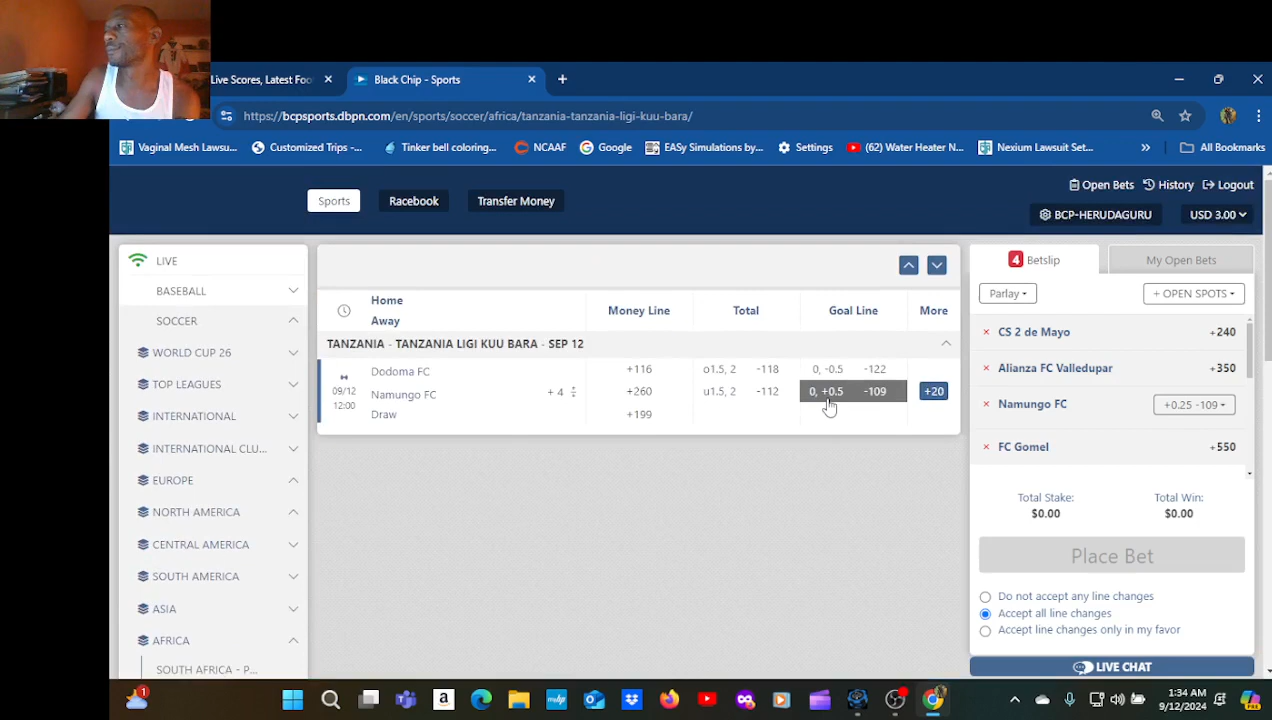 Live Scores, Latest Foo
Black Chip - Sports
https://bcpsports.dbpn.com/en/sports/soccer/africa/tanzania-tanzania-ligi-kuu-bara/
Vaginal Mesh Lawsu... Customized Trips -... Tinker bell coloring... NCAAF Google EASy Simulations by... Settings (62) Water Heater N... Nexium Lawsuit Set... » All Bookmarks
Open Bets History Logout
Sports Racebook Transfer Money
BCP-HERUDAGURU USD 3.00
LIVE
BASEBALL
SOCCER
WORLD CUP 26
TOP LEAGUES
INTERNATIONAL
INTERNATIONAL CLU...
EUROPE
NORTH AMERICA
CENTRAL AMERICA
SOUTH AMERICA
ASIA
AFRICA
SOUTH AFRICA - P...
Home
Away
Money Line Total Goal Line More
TANZANIA - TANZANIA LIGI KUU BARA - SEP 12
09/12
12:00
Dodoma FC +116 o1.5, 2 -118 0, -0.5 -122
Namungo FC + 4 +260 u1.5, 2 -112 0, +0.5 -109 +20
Draw +199
4 Betslip My Open Bets
Parlay + OPEN SPOTS
× CS 2 de Mayo +240
× Alianza FC Valledupar +350
× Namungo FC +0.25 -109
× FC Gomel +550
Total Stake: Total Win:
$0.00 $0.00
Place Bet
Do not accept any line changes
Accept all line changes
Accept line changes only in my favor
LIVE CHAT
1
1:34 AM
9/12/2024